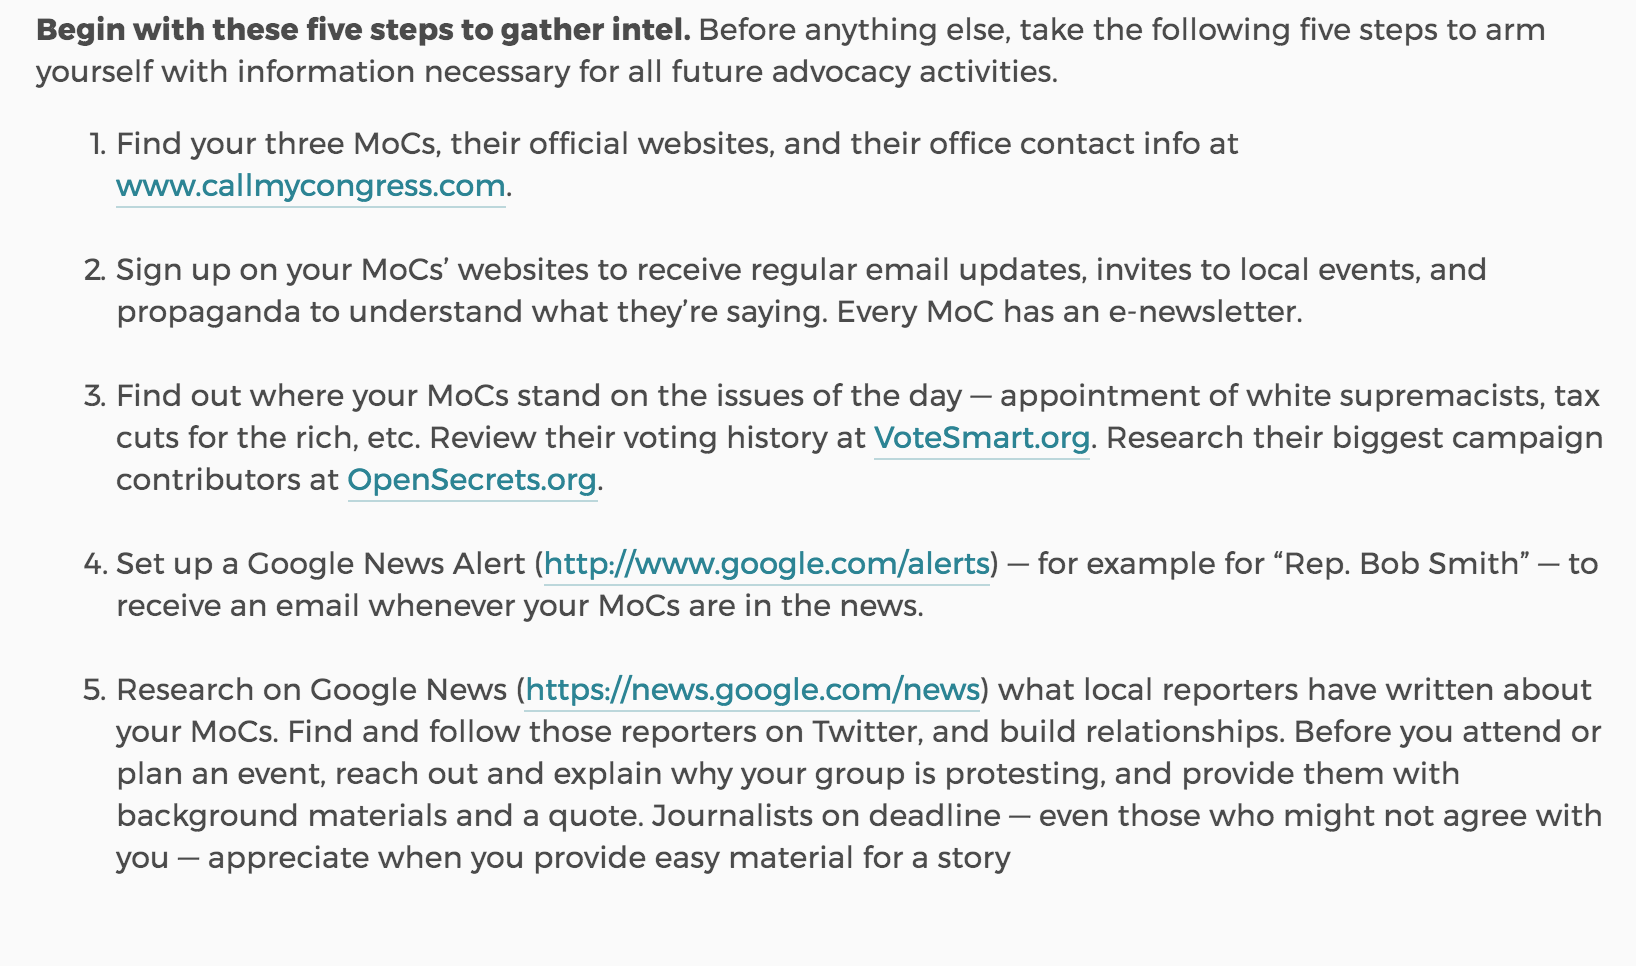 Begin with these five steps to gather intel. Before anything else, take the following five steps to arm
yourself with information necessary for all future advocacy activities.
1. Find your three MoCs, their official websites, and their office contact info at
www.callmycongress.com.
2. Sign up on your MoCs’ websites to receive regular email updates, invites to local events, and
propaganda to understand what they’re saying. Every MoC has an e-newsletter.
3. Find out where your MoCs stand on the issues of the day — appointment of white supremacists, tax
cuts for the rich, etc. Review their voting history at VoteSmart.org. Research their biggest campaign
contributors at OpenSecrets.org.
4. Set up a Google News Alert (http://www.google.com/alerts) — for example for “Rep. Bob Smith” — to
receive an email whenever your MoCs are in the news.
5. Research on Google News (https://news.google.com/news) what local reporters have written about
your MoCs. Find and follow those reporters on Twitter, and build relationships. Before you attend or
plan an event, reach out and explain why your group is protesting, and provide them with
background materials and a quote. Journalists on deadline — even those who might not agree with
you — appreciate when you provide easy material for a story